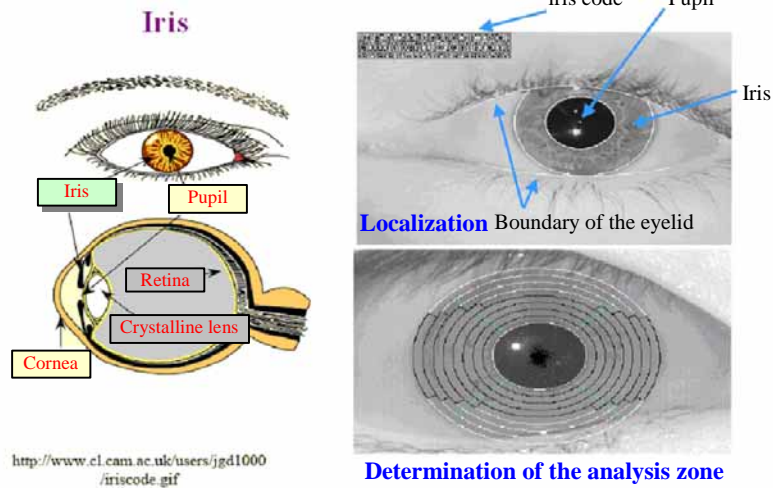 Iris
Iris
Pupil
Retina
Crystalline lens
Cornea
http://www.cl.cam.ac.uk/users/jgd1000
/iriscode.gif
iris code
Pupil
Iris
Localization Boundary of the eyelid
Determination of the analysis zone